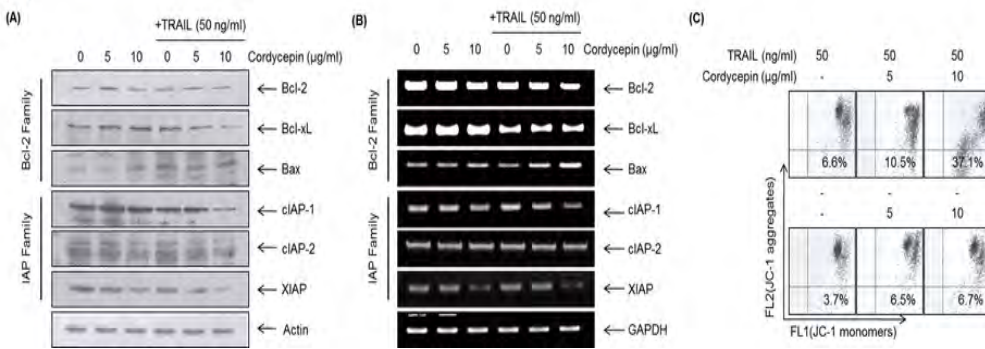 (A)
+TRAIL (50 ng/ml)
0 5 10 0 5 10 Cordycepin (µg/ml)
Bcl-2 Family
Bcl-2
Bcl-xL
Bax
IAP Family
cIAP-1
cIAP-2
XIAP
Actin
(B)
+TRAIL (50 ng/ml)
0 5 10 0 5 10 Cordycepin (µg/ml)
Bcl-2 Family
Bcl-2
Bcl-xL
Bax
IAP Family
cIAP-1
cIAP-2
XIAP
GAPDH
(C)
TRAIL (ng/ml) 50 50 50
Cordycepin (µg/ml) - 5 10
6.6% 10.5% 37.1%
- - -
- 5 10
3.7% 6.5% 6.7%
FL2(JC-1 aggregates)
FL1(JC-1 monomers)